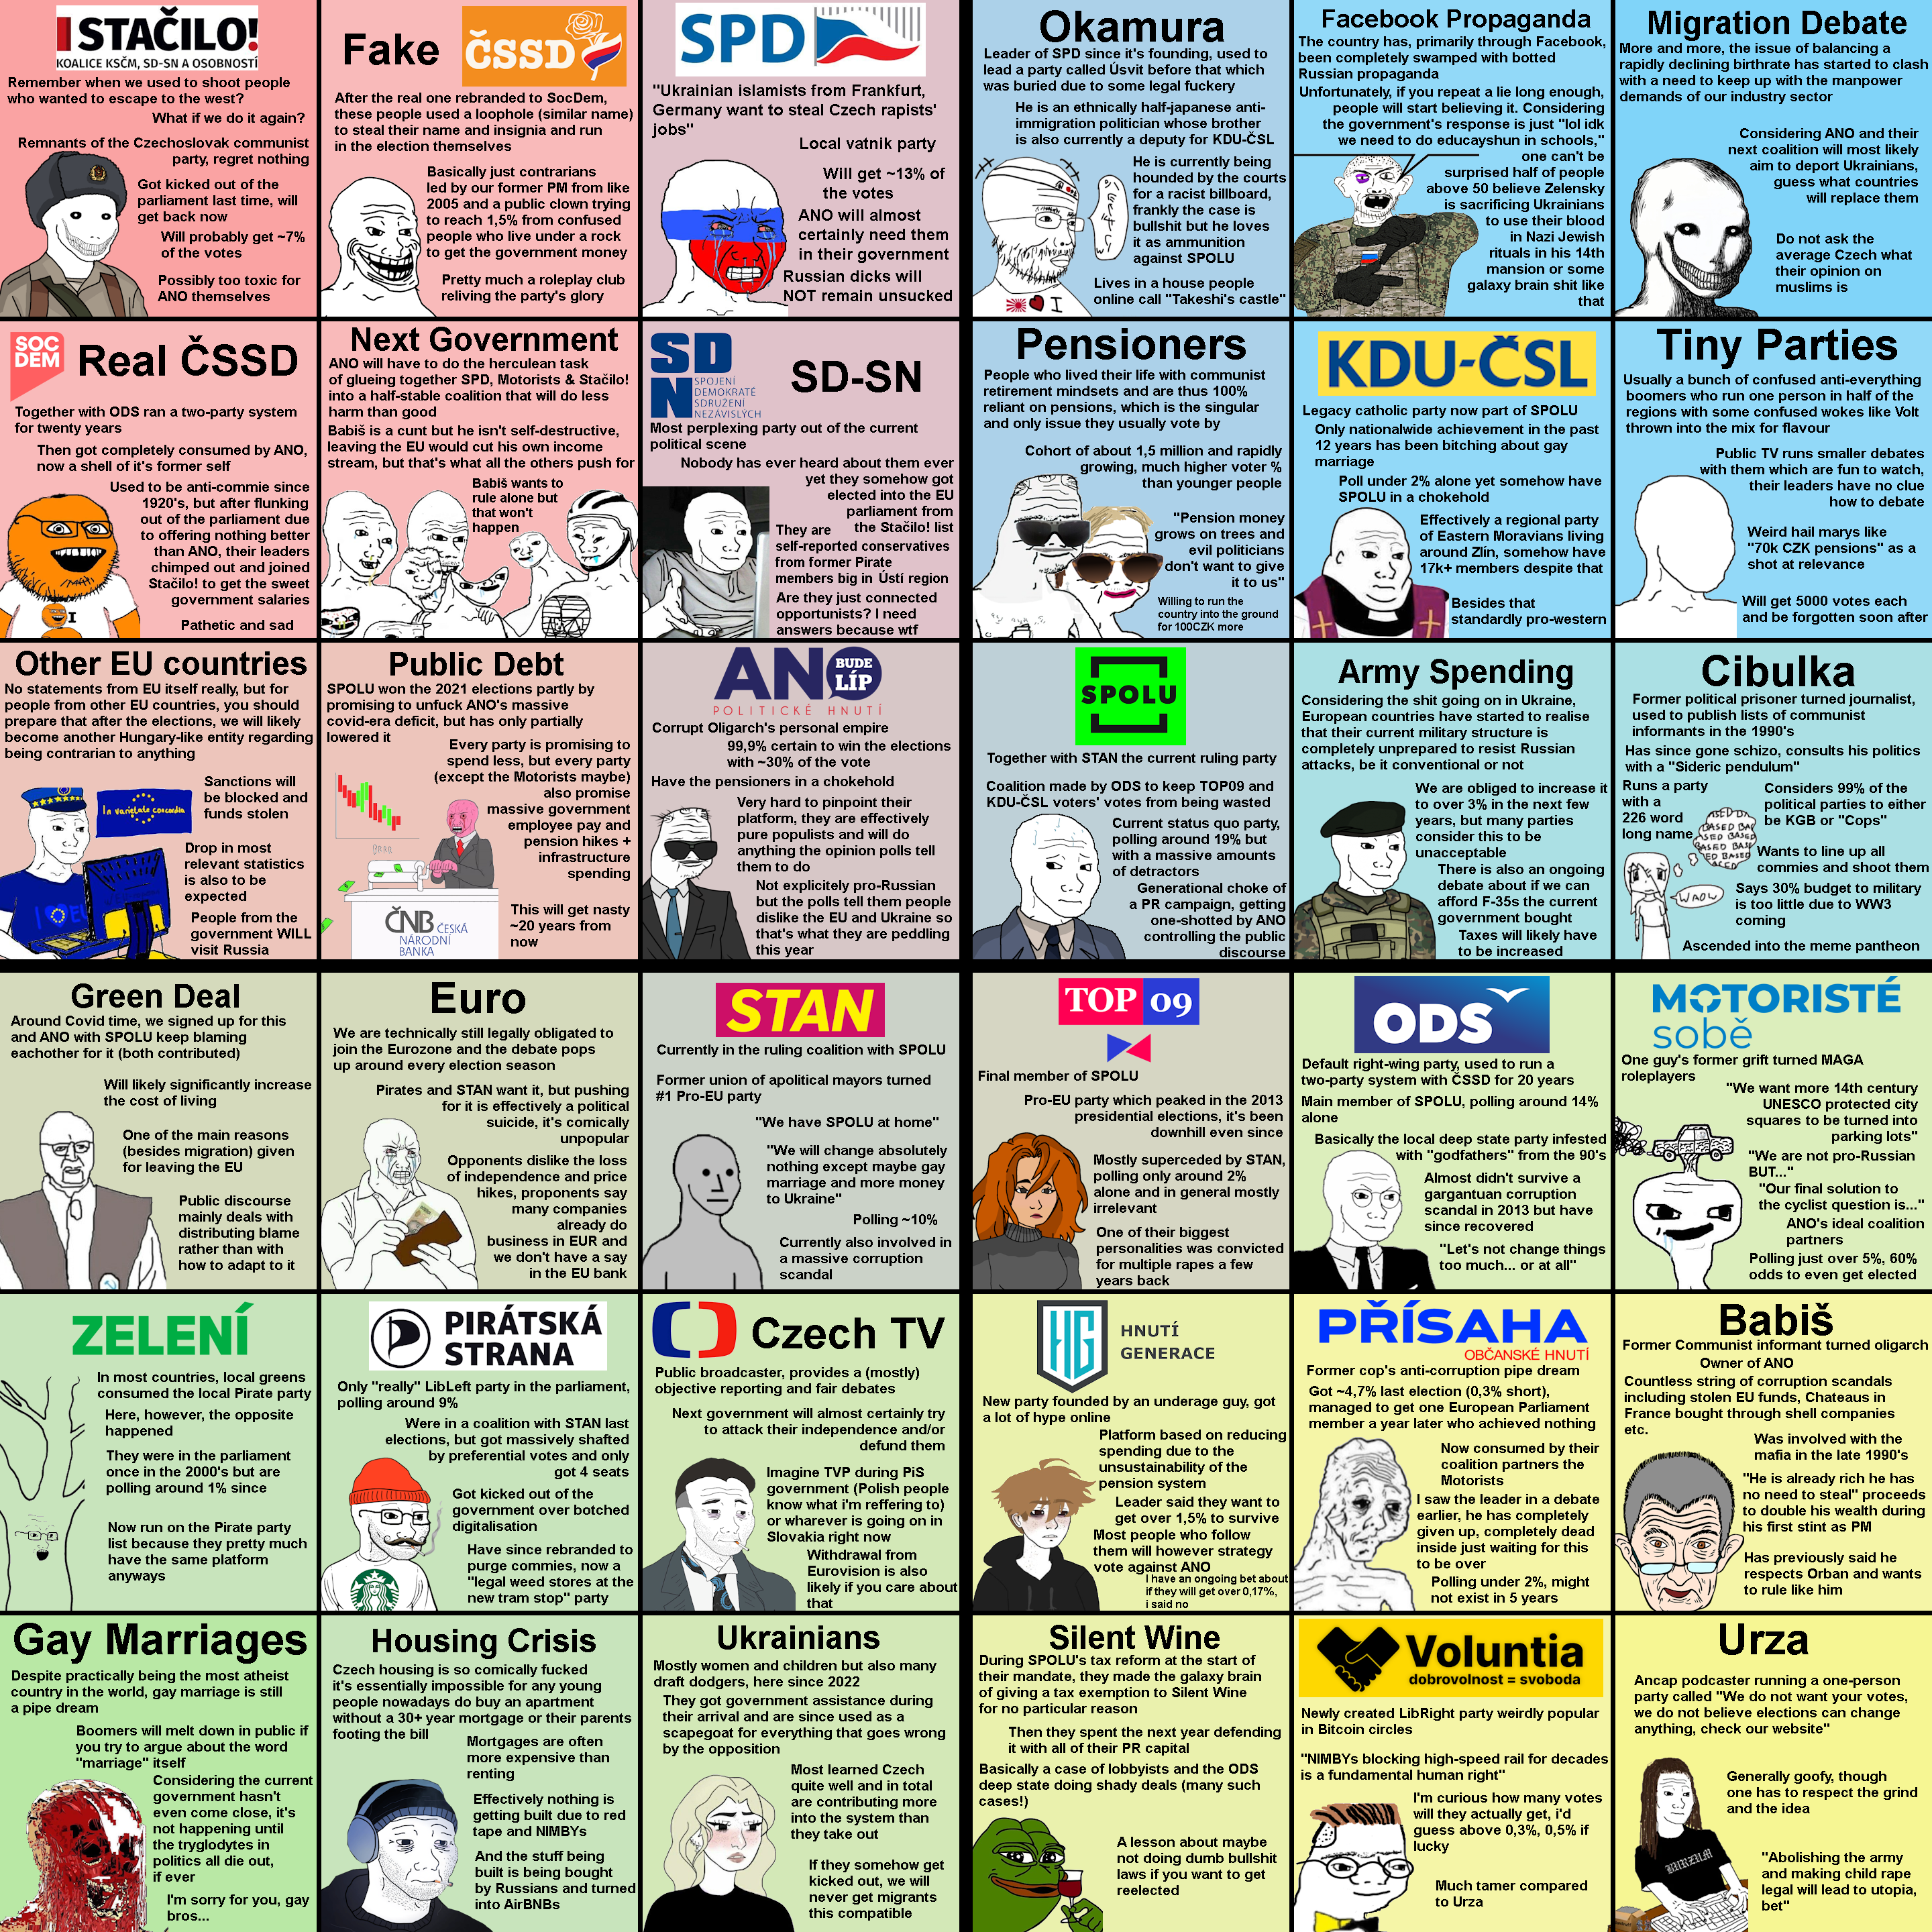 STAČILO!
KOALICE KSČM, SD-SN A OSOBNOSTÍ
Remember when we used to shoot people
who wanted to escape to the west?
What if we do it again?
Remnants of the Czechoslovak communist
party, regret nothing
Got kicked out of the
parliament last time, will
get back now
Will probably get ~7%
of the votes
Possibly too toxic for
ANO themselves
Fake
ČSSD
After the real one rebranded to SocDem,
these people used a loophole (similar name)
to steal their name and insignia and run
in the election themselves
Basically just contrarians
led by our former PM from like
2005 and a public clown trying
to reach 1,5% from confused
people who live under a rock
to get the government money
Pretty much a roleplay club
reliving the party's glory
SPD
"Ukrainian islamists from Frankfurt,
Germany want to steal Czech rapists'
jobs"
Local vatnik party
Will get ~13% of
the votes
ANO will almost
certainly need them
in their government
Russian dicks will
NOT remain unsucked
Okamura
Leader of SPD since it's founding, used to
lead a party called Úsvit before that which
was buried due to some legal fuckery
He is an ethnically half-japanese anti-
immigration politician whose brother
is also currently a deputy for KDU-ČSL
He is currently being
hounded by the courts
for a racist billboard,
frankly the case is
bullshit but he loves
it as ammunition
against SPOLU
Lives in a house people
online call "Takeshi's castle"
I
Facebook Propaganda
The country has, primarily through Facebook,
been completely swamped with botted
Russian propaganda
Unfortunately, if you repeat a lie long enough,
people will start believing it. Considering
the government's response is just "lol idk
we need to do educayshun in schools,"
one can't be
surprised half of people
above 50 believe Zelensky
is sacrificing Ukrainians
to use their blood
in Nazi Jewish
rituals in his 14th
mansion or some
galaxy brain shit like
that
Migration Debate
More and more, the issue of balancing a
rapidly declining birthrate has started to clash
with a need to keep up with the manpower
demands of our industry sector
Considering ANO and their
next coalition will most likely
aim to deport Ukrainians,
guess what countries
will replace them
Do not ask the
average Czech what
their opinion on
muslims is
SOC
DEM
Real ČSSD
Together with ODS ran a two-party system
for twenty years
Then got completely consumed by ANO,
now a shell of it's former self
Used to be anti-commie since
1920's, but after flunking
out of the parliament due
to offering nothing better
than ANO, their leaders
chimped out and joined
Stačilo! to get the sweet
government salaries
Pathetic and sad
I
Next Government
ANO will have to do the herculean task
of glueing together SPD, Motorists & Stačilo!
into a half-stable coalition that will do less
harm than good
Babiš is a cunt but he isn't self-destructive,
leaving the EU would cut his own income
stream, but that's what all the others push for
Babiš wants to
rule alone but
that won't
happen
SD
N
SPOJENÍ
DEMOKRATÉ
SDRUŽENÍ
NEZÁVISLÝCH
SD-SN
Most perplexing party out of the current
political scene
Nobody has ever heard about them ever
yet they somehow got
elected into the EU
parliament from
the Stačilo! list
They are
self-reported conservatives
from former Pirate
members big in Ústí region
Are they just connected
opportunists? I need
answers because wtf
Pensioners
People who lived their life with communist
retirement mindsets and are thus 100%
reliant on pensions, which is the singular
and only issue they usually vote by
Cohort of about 1,5 million and rapidly
growing, much higher voter %
than younger people
"Pension money
grows on trees and
evil politicians
don't want to give
it to us"
Willing to run the
country into the ground
for 100CZK more
KDU-ČSL
Legacy catholic party now part of SPOLU
Only nationwide achievement in the past
12 years has been bitching about gay
marriage
Poll under 2% alone yet somehow have
SPOLU in a chokehold
Effectively a regional party
of Eastern Moravians living
around Zlín, somehow have
17k+ members despite that
Besides that
standardly pro-western
Tiny Parties
Usually a bunch of confused anti-everything
boomers who run one person in half of the
regions with some confused wokes like Volt
thrown into the mix for flavour
Public TV runs smaller debates
with them which are fun to watch,
their leaders have no clue
how to debate
Weird hail marys like
"70k CZK pensions" as a
shot at relevance
Will get 5000 votes each
and be forgotten soon after
Other EU countries
No statements from EU itself really, but for
people from other EU countries, you should
prepare that after the elections, we will likely
become another Hungary-like entity regarding
being contrarian to anything
Sanctions will
be blocked and
funds stolen
In varietate concordia
Drop in most
relevant statistics
is also to be
expected
I ♡ EU
People from the
government WILL
visit Russia
Public Debt
SPOLU won the 2021 elections partly by
promising to unfuck ANO's massive
covid-era deficit, but has only partially
lowered it
Every party is promising to
spend less, but every party
(except the Motorists maybe)
also promise
massive government
employee pay and
pension hikes +
infrastructure
spending
BRRR
ČNB ČESKÁ
NÁRODNÍ
BANKA
This will get nasty
~20 years from
now
ANO
BUDE
LÍP
POLITICKÉ HNUTÍ
Corrupt Oligarch's personal empire
99,9% certain to win the elections
with ~30% of the vote
Have the pensioners in a chokehold
Very hard to pinpoint their
platform, they are effectively
pure populists and will do
anything the opinion polls tell
them to do
Not explicitly pro-Russian
but the polls tell them people
dislike the EU and Ukraine so
that's what they are peddling
this year
SPOLU
Together with STAN the current ruling party
Coalition made by ODS to keep TOP09 and
KDU-ČSL voters' votes from being wasted
Current status quo party,
polling around 19% but
with a massive amounts
of detractors
Generational choke of
a PR campaign, getting
one-shotted by ANO
controlling the public
discourse
Army Spending
Considering the shit going on in Ukraine,
European countries have started to realise
that their current military structure is
completely unprepared to resist Russian
attacks, be it conventional or not
We are obliged to increase it
to over 3% in the next few
years, but many parties
consider this to be
unacceptable
There is also an ongoing
debate about if we can
afford F-35s the current
government bought
Taxes will likely have
to be increased
Cibulka
Former political prisoner turned journalist,
used to publish lists of communist
informants in the 1990's
Has since gone schizo, consults his politics
with a "Sideric pendulum"
Runs a party
with a
226 word
long name
Considers 99% of the
political parties to either
be KGB or "Cops"
BASED BASED
WAOW
Wants to line up all
commies and shoot them
Says 30% budget to military
is too little due to WW3
coming
Ascended into the meme pantheon
Green Deal
Around Covid time, we signed up for this
and ANO with SPOLU keep blaming
eachother for it (both contributed)
Will likely significantly increase
the cost of living
One of the main reasons
(besides migration) given
for leaving the EU
Public discourse
mainly deals with
distributing blame
rather than with
how to adapt to it
Euro
We are technically still legally obligated to
join the Eurozone and the debate pops
up around every election season
Pirates and STAN want it, but pushing
for it is effectively a political
suicide, it's comically
unpopular
Opponents dislike the loss
of independence and price
hikes, proponents say
many companies
already do
business in EUR and
we don't have a say
in the EU bank
STAN
Currently in the ruling coalition with SPOLU
Former union of apolitical mayors turned
#1 Pro-EU party
"We have SPOLU at home"
"We will change absolutely
nothing except maybe gay
marriage and more money
to Ukraine"
Polling ~10%
Currently also involved in
a massive corruption
scandal
TOP 09
Final member of SPOLU
Pro-EU party which peaked in the 2013
presidential elections, it's been
downhill even since
Mostly superceded by STAN,
polling only around 2%
alone and in general mostly
irrelevant
One of their biggest
personalities was convicted
for multiple rapes a few
years back
ODS
Default right-wing party, used to run a
two-party system with ČSSD for 20 years
Main member of SPOLU, polling around 14%
alone
Basically the local deep state party infested
with "godfathers" from the 90's
Almost didn't survive a
gargantuan corruption
scandal in 2013 but have
since recovered
"Let's not change things
too much... or at all"
MOTORISTÉ
sobě
One guy's former grift turned MAGA
roleplayers
"We want more 14th century
UNESCO protected city
squares to be turned into
parking lots"
"We are not pro-Russian
BUT..."
"Our final solution to
the cyclist question is..."
ANO's ideal coalition
partners
Polling just over 5%, 60%
odds to even get elected
ZELENÍ
In most countries, local greens
consumed the local Pirate party
Here, however, the opposite
happened
They were in the parliament
once in the 2000's but are
polling around 1% since
Now run on the Pirate party
list because they pretty much
have the same platform
anyways
PIRÁTSKÁ
STRANA
Only "really" LibLeft party in the parliament,
polling around 9%
Were in a coalition with STAN last
elections, but got massively shafted
by preferential votes and only
got 4 seats
Got kicked out of the
government over botched
digitalisation
Have since rebranded to
purge commies, now a
"legal weed stores at the
new tram stop" party
Czech TV
Public broadcaster, provides a (mostly)
objective reporting and fair debates
Next government will almost certainly try
to attack their independence and/or
defund them
Imagine TVP during PiS
government (Polish people
know what i'm reffering to)
or wharever is going on in
Slovakia right now
Withdrawal from
Eurovision is also
likely if you care about
that
HG
HNUTÍ
GENERACE
New party founded by an underage guy, got
a lot of hype online
Platform based on reducing
spending due to the
unsustainability of the
pension system
Leader said they want to
get over 1,5% to survive
Most people who follow
them will however strategy
vote against ANO
I have an ongoing bet about
if they will get over 0,17%,
i said no
PŘÍSAHA
OBČANSKÉ HNUTÍ
Former cop's anti-corruption pipe dream
Got ~4,7% last election (0,3% short),
managed to get one European Parliament
member a year later who achieved nothing
Now consumed by their
coalition partners the
Motorists
I saw the leader in a debate
earlier, he has completely
given up, completely dead
inside just waiting for this
to be over
Polling under 2%, might
not exist in 5 years
Babiš
Former Communist informant turned oligarch
Owner of ANO
Countless string of corruption scandals
including stolen EU funds, Chateaus in
France bought through shell companies
etc.
Was involved with the
mafia in the late 1990's
"He is already rich he has
no need to steal" proceeds
to double his wealth during
his first stint as PM
Has previously said he
respects Orban and wants
to rule like him
Gay Marriages
Despite practically being the most atheist
country in the world, gay marriage is still
a pipe dream
Boomers will melt down in public if
you try to argue about the word
"marriage" itself
Considering the current
government hasn't
even come close, it's
not happening until
the tryglodytes in
politics all die out,
if ever
I'm sorry for you, gay
bros...
Housing Crisis
Czech housing is so comically fucked
it's essentially impossible for any young
people nowadays do buy an apartment
without a 30+ year mortgage or their parents
footing the bill
Mortgages are often
more expensive than
renting
Effectively nothing is
getting built due to red
tape and NIMBYs
And the stuff being
built is being bought
by Russians and turned
into AirBNBs
Ukrainians
Mostly women and children but also many
draft dodgers, here since 2022
They got government assistance during
their arrival and are since used as a
scapegoat for everything that goes wrong
by the opposition
Most learned Czech
quite well and in total
are contributing more
into the system than
they take out
If they somehow get
kicked out, we will
never get migrants
this compatible
Silent Wine
During SPOLU's tax reform at the start of
their mandate, they made the galaxy brain
of giving a tax exemption to Silent Wine
for no particular reason
Then they spent the next year defending
it with all of their PR capital
Basically a case of lobbyists and the ODS
deep state doing shady deals (many such
cases!)
A lesson about maybe
not doing dumb bullshit
laws if you want to get
reelected
Voluntia
dobrovolnost = svoboda
Newly created LibRight party weirdly popular
in Bitcoin circles
"NIMBYs blocking high-speed rail for decades
is a fundamental human right"
I'm curious how many votes
will they actually get, i'd
guess above 0,3%, 0,5% if
lucky
Much tamer compared
to Urza
Urza
Ancap podcaster running a one-person
party called "We do not want your votes,
we do not believe elections can change
anything, check our website"
Generally goofy, though
one has to respect the grind
and the idea
BURZUM
"Abolishing the army
and making child rape
legal will lead to utopia,
bet"